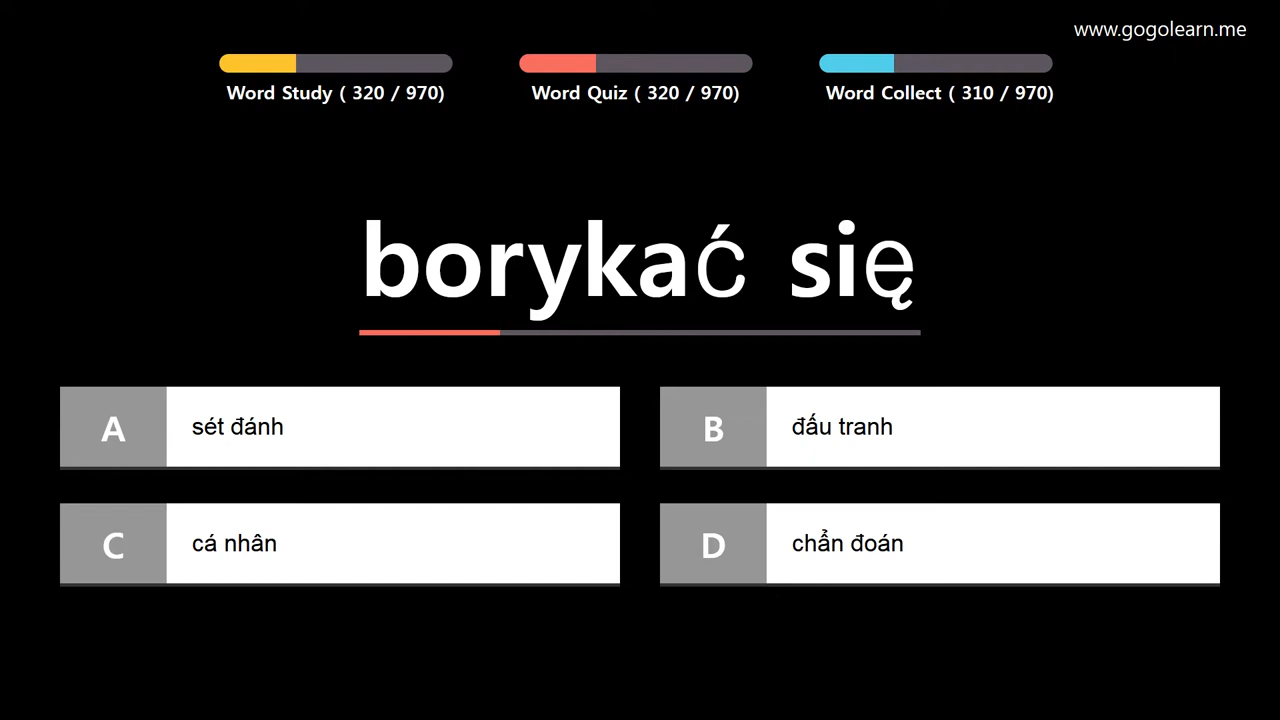 www.gogolearn.me
Word Study ( 320 / 970)
Word Quiz ( 320 / 970)
Word Collect ( 310 / 970)
borykać się
A sét đánh
B đấu tranh
C cá nhân
D chẩn đoán